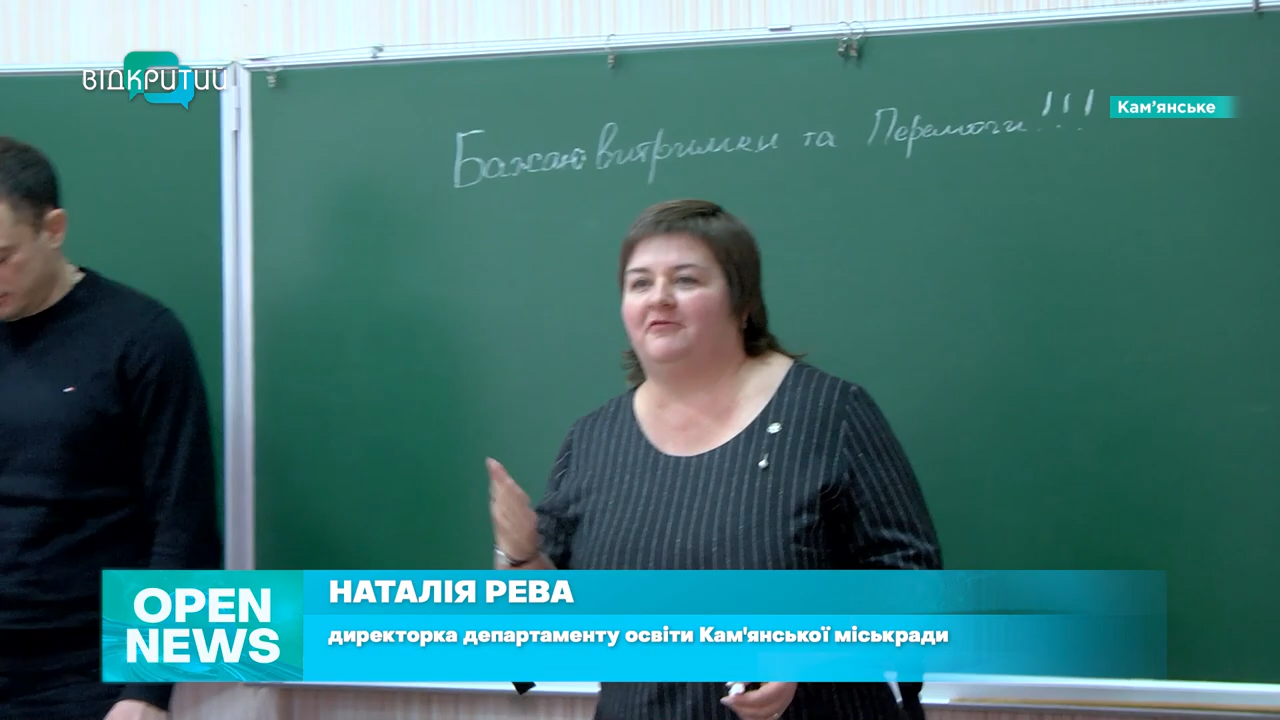 ВІДКРИТИЙ
Кам'янське
Бажаю витримки та Перемоги!!!
OPEN
NEWS
НАТАЛІЯ РЕВА
директорка департаменту освіти Кам'янської міськради